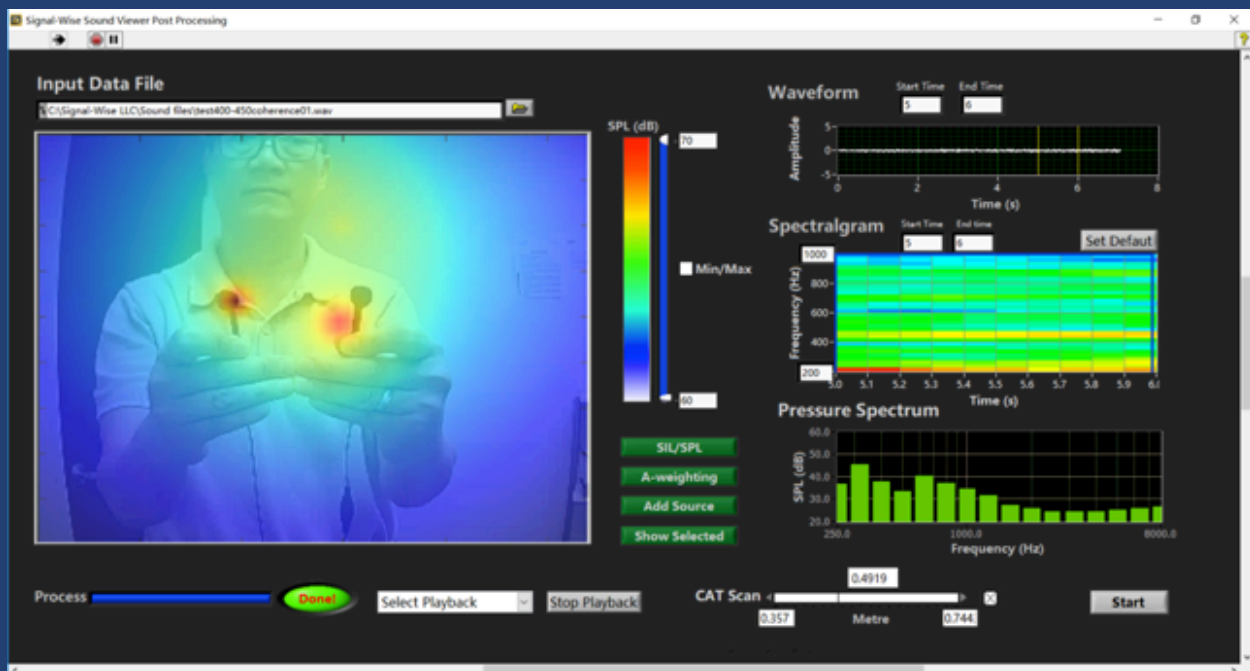 Signal-Wise Sound Viewer Post Processing
Input Data File
C:\Signal-Wise LLC\Sound files\test400-450coherence01.wav
SPL (dB)
70
Min/Max
60
SIL/SPL
A-weighting
Add Source
Show Selected
Waveform
Start Time End Time
5 6
Amplitude
5
0
-5
0 2 4 6 8
Time (s)
Spectralgram
Start Time End time
5 6
Set Defaut
Frequency (Hz)
1000
800
600
400
200
5.0 5.1 5.2 5.3 5.4 5.5 5.6 5.7 5.8 5.9
Time (s)
Pressure Spectrum
SPL (dB)
60.0
50.0
40.0
30.0
20.0
250.0 1000.0 8000.0
Frequency (Hz)
Process
Done!
Select Playback
Stop Playback
CAT Scan
0.4919
0.357 Metre 0.744
Start